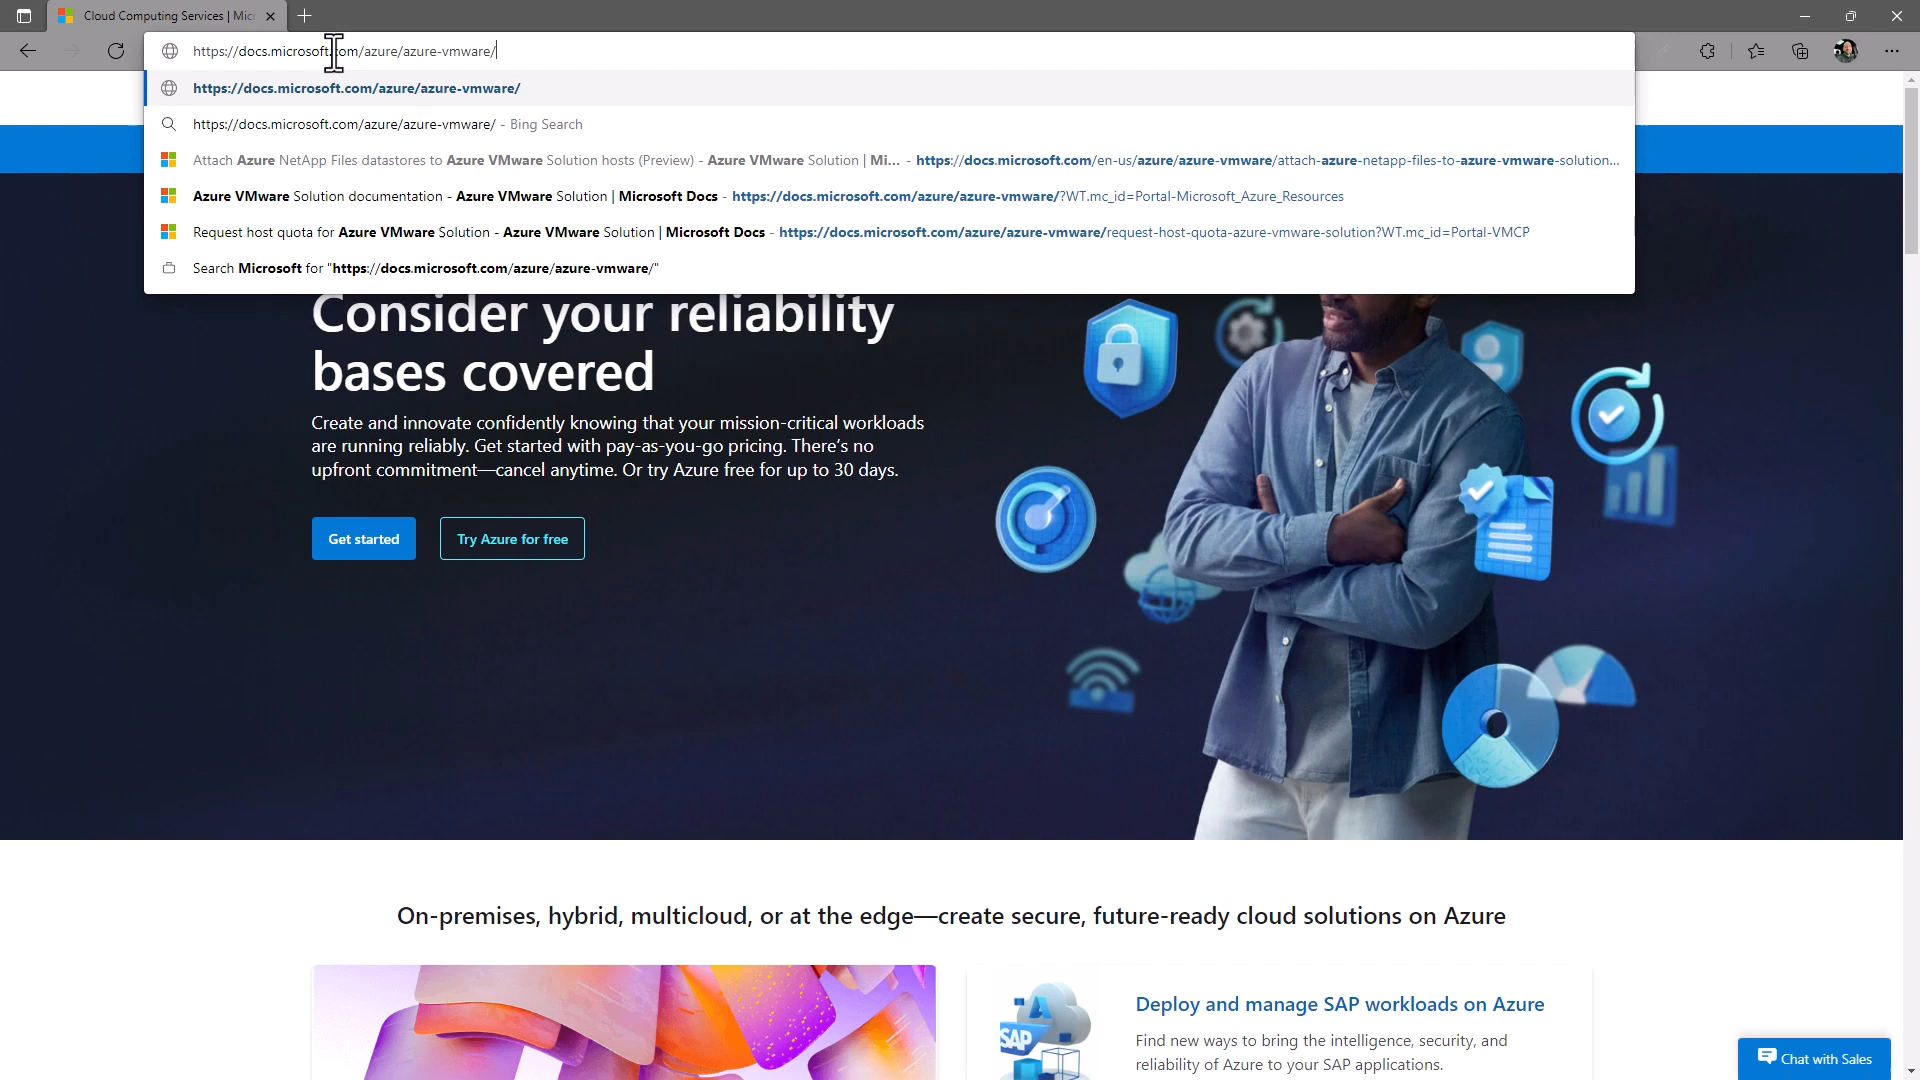 Cloud Computing Services | Micr
https://docs.microsoft.com/azure/azure-vmware/
https://docs.microsoft.com/azure/azure-vmware/
https://docs.microsoft.com/azure/azure-vmware/ - Bing Search
Attach Azure NetApp Files datastores to Azure VMware Solution hosts (Preview) - Azure VMware Solution | Mi... - https://docs.microsoft.com/en-us/azure/azure-vmware/attach-azure-netapp-files-to-azure-vmware-solution...
Azure VMware Solution documentation - Azure VMware Solution | Microsoft Docs - https://docs.microsoft.com/azure/azure-vmware/?WT.mc_id=Portal-Microsoft_Azure_Resources
Request host quota for Azure VMware Solution - Azure VMware Solution | Microsoft Docs - https://docs.microsoft.com/azure/azure-vmware/request-host-quota-azure-vmware-solution?WT.mc_id=Portal-VMCP
Search Microsoft for "https://docs.microsoft.com/azure/azure-vmware/"
Consider your reliability
bases covered
Create and innovate confidently knowing that your mission-critical workloads
are running reliably. Get started with pay-as-you-go pricing. There's no
upfront commitment—cancel anytime. Or try Azure free for up to 30 days.
Get started
Try Azure for free
On-premises, hybrid, multicloud, or at the edge—create secure, future-ready cloud solutions on Azure
SAP
Deploy and manage SAP workloads on Azure
Find new ways to bring the intelligence, security, and
reliability of Azure to your SAP applications.
Chat with Sales